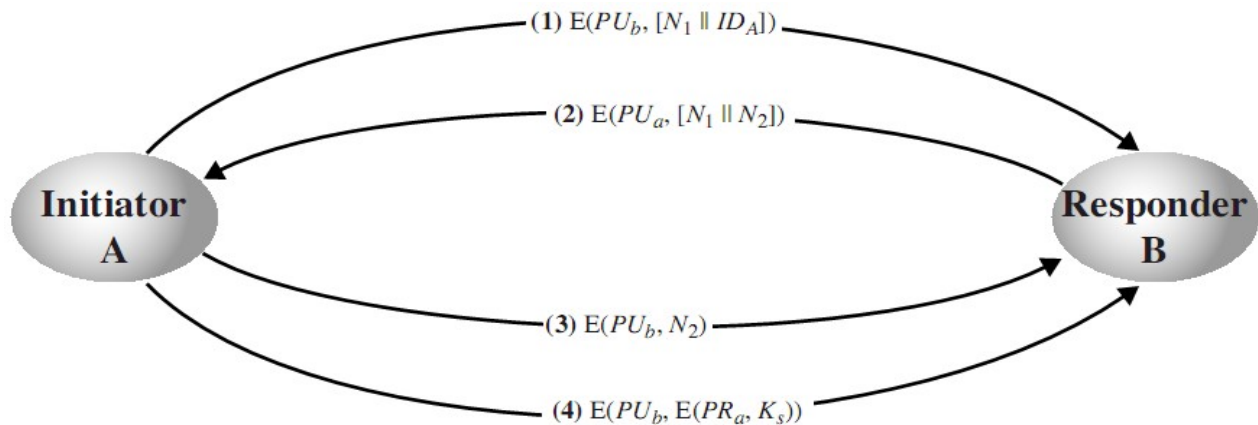 (1) E(PU_b, [N_1 || ID_A])
(2) E(PU_a, [N_1 || N_2])
Initiator
A
Responder
B
(3) E(PU_b, N_2)
(4) E(PU_b, E(PR_a, K_s))